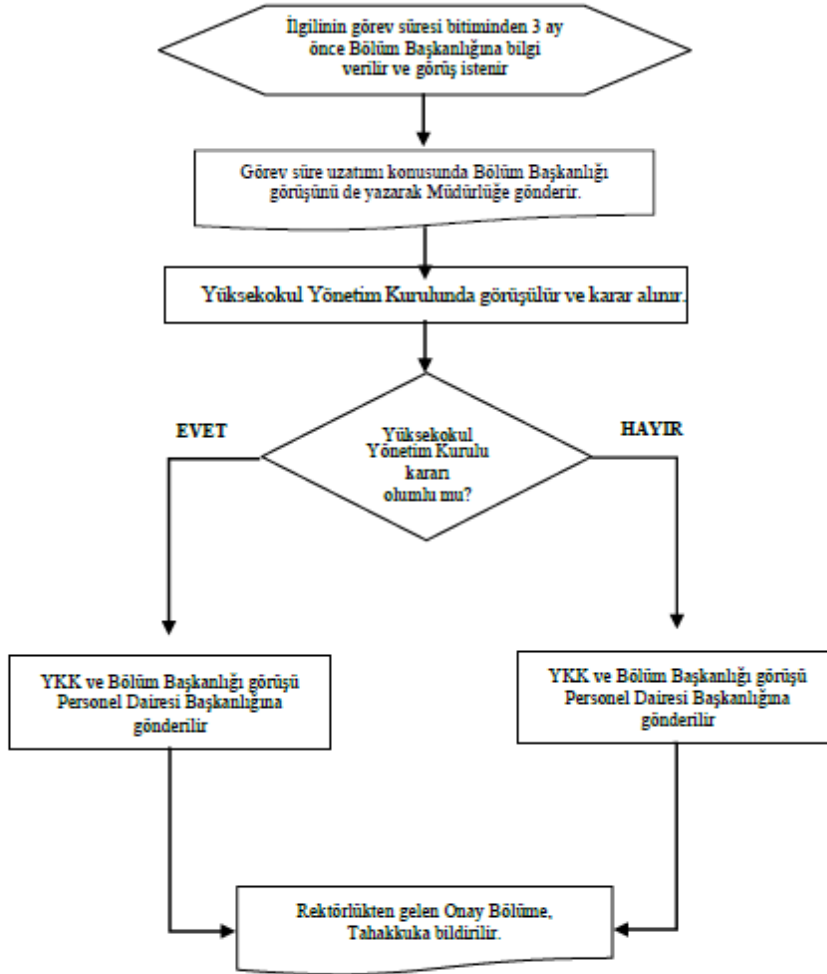 İlgilinin görev süresi bitiminden 3 ay
önce Bölüm Başkanlığına bilgi
verilir ve görüş istenir
Görev süre uzatımı konusunda Bölüm Başkanlığı
görüşünü de yazarak Müdürlüğe gönderir.
Yüksekokul Yönetim Kurulunda görüşülür ve karar alınır.
EVET
HAYIR
Yüksekokul
Yönetim Kurulu
kararı
olumlu mu?
YKK ve Bölüm Başkanlığı görüşü
Personel Dairesi Başkanlığına
gönderilir
YKK ve Bölüm Başkanlığı görüşü
Personel Dairesi Başkanlığına
gönderilir
Rektörlükten gelen Onay Bölüme,
Tahakkuka bildirilir.